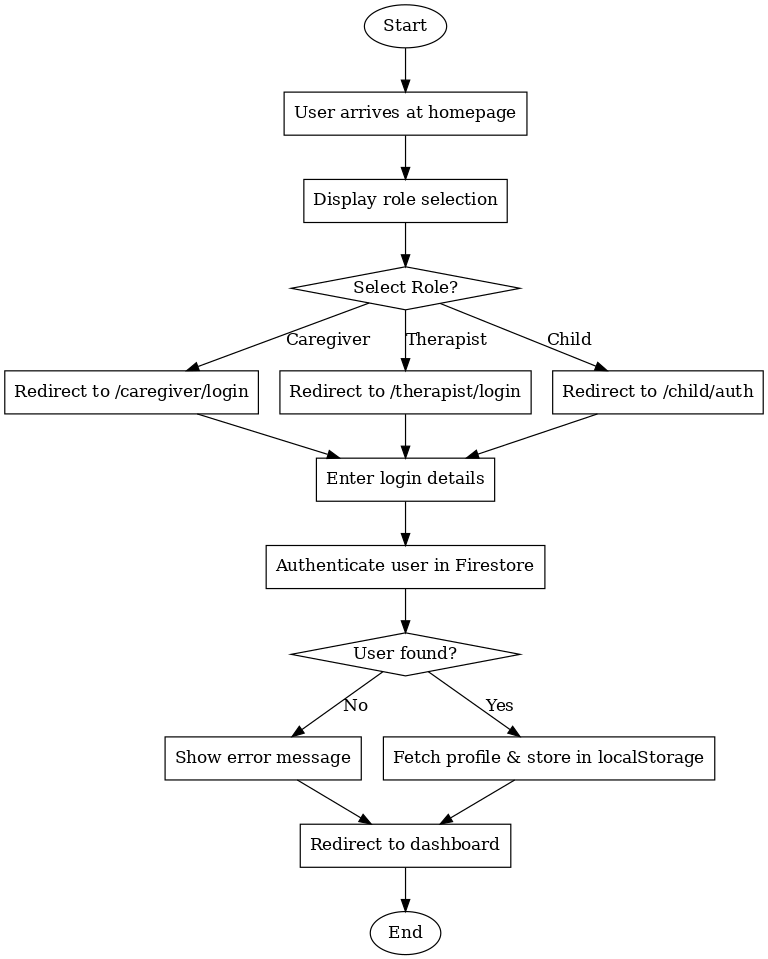 Start
User arrives at homepage
Display role selection
Select Role?
Caregiver
Therapist
Child
Redirect to /caregiver/login
Redirect to /therapist/login
Redirect to /child/auth
Enter login details
Authenticate user in Firestore
User found?
No
Yes
Show error message
Fetch profile & store in localStorage
Redirect to dashboard
End